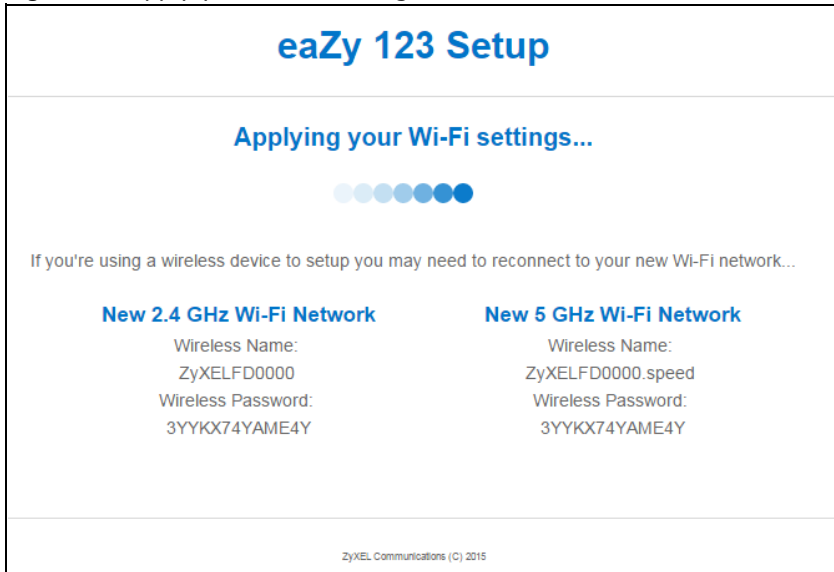 eaZy 123 Setup
Applying your Wi-Fi settings...
If you're using a wireless device to setup you may need to reconnect to your new Wi-Fi network...
New 2.4 GHz Wi-Fi Network
Wireless Name:
ZyXELFD0000
Wireless Password:
3YYKX74YAME4Y
New 5 GHz Wi-Fi Network
Wireless Name:
ZyXELFD0000.speed
Wireless Password:
3YYKX74YAME4Y
ZyXEL Communications (C) 2015